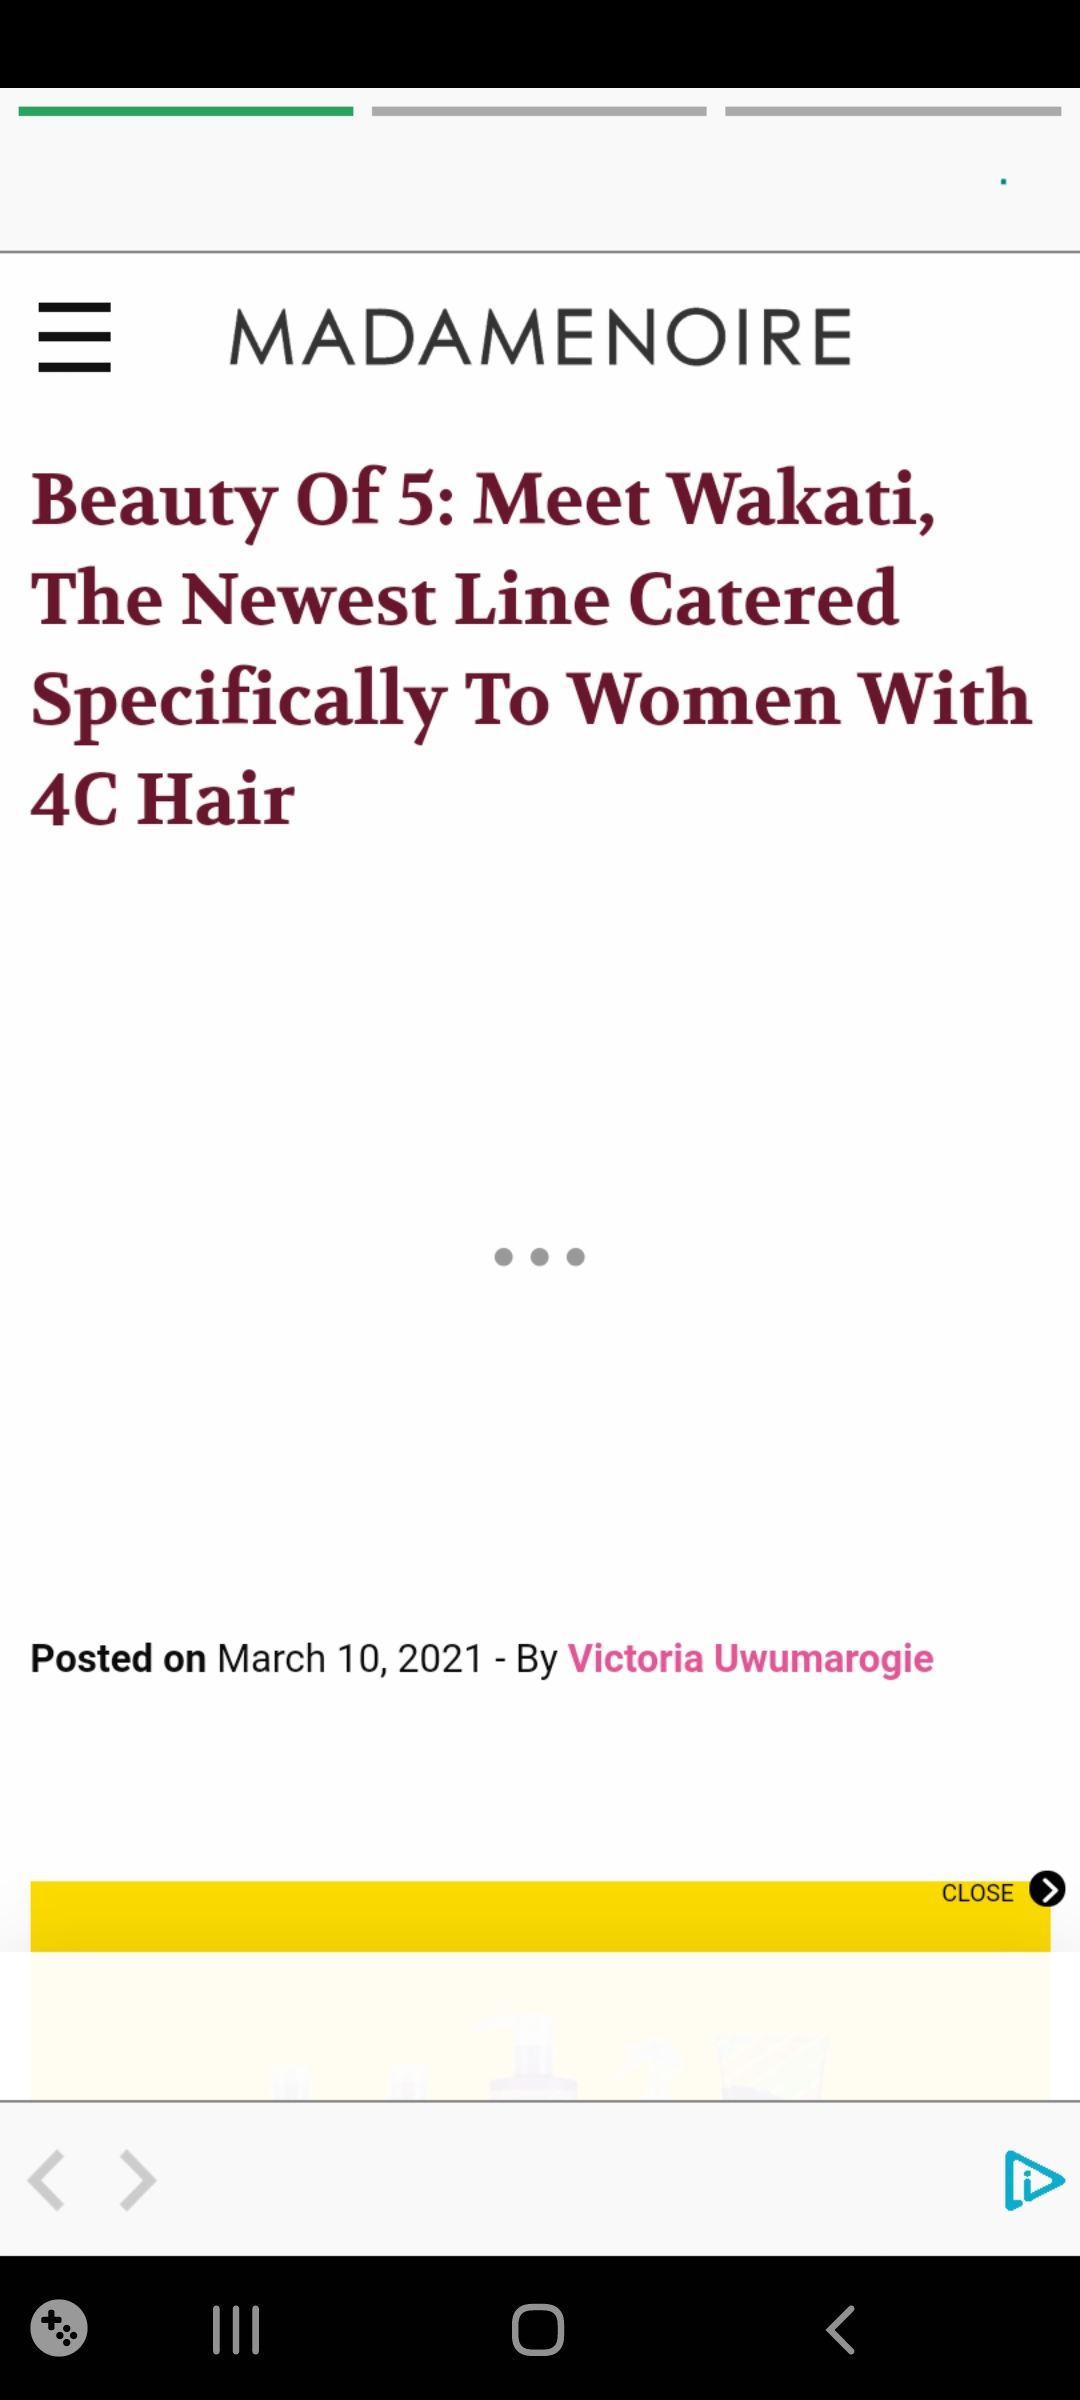 MADAMENOIRE
Beauty Of 5: Meet Wakati,
The Newest Line Catered
Specifically To Women With
4C Hair
Posted on March 10, 2021 - By Victoria Uwumarogie
CLOSE